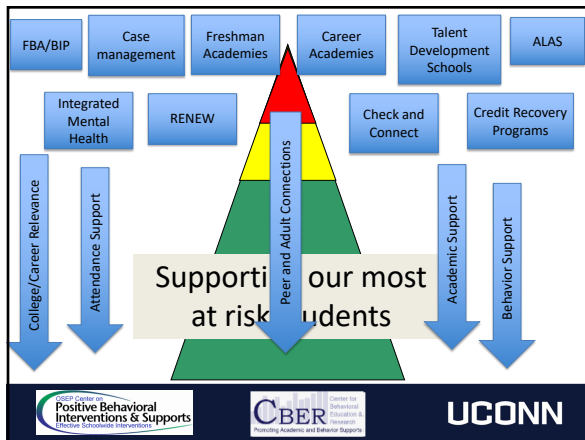 FBA/BIP
Case
management
Freshman
Academies
Career
Academies
Talent
Development
Schools
ALAS
Integrated
Mental
Health
RENEW
Check and
Connect
Credit Recovery
Programs
College/Career Relevance
Attendance Support
Peer and Adult Connections
Academic Support
Behavior Support
Supporti our most
at risk udents
OSEP Center on
Positive Behavioral
Interventions & Supports
Effective Schoolwide Interventions
CBER
Center for
Behavioral
Education &
Research
Promoting Academic and Behavior Supports
UCONN